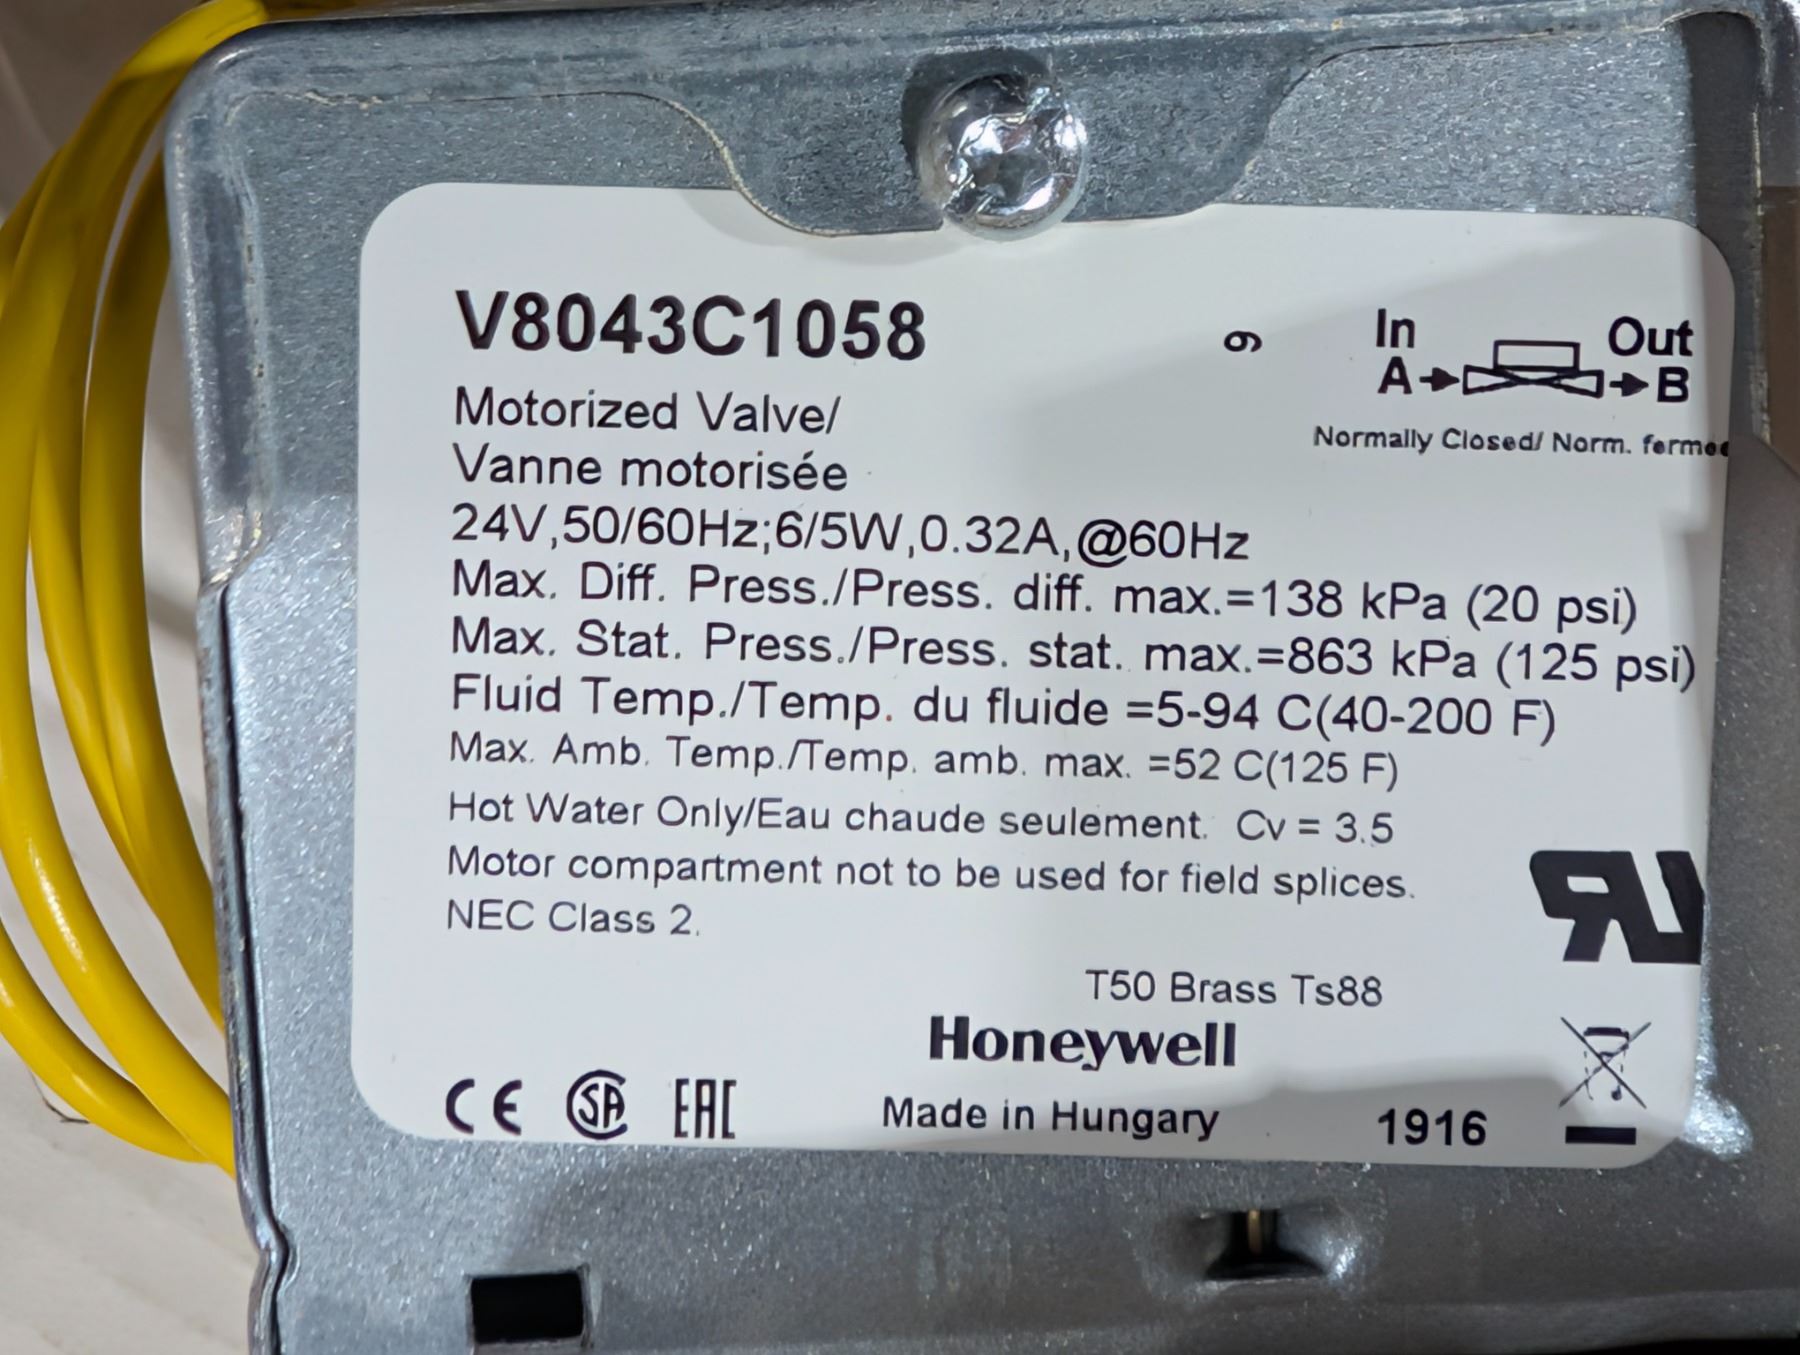 V8043C1058
6
In Out
A B
Normally Closed/ Norm. fermee
Motorized Valve/
Vanne motorisée
24V,50/60Hz;6/5W,0.32A,@60Hz
Max. Diff. Press./Press. diff. max.=138 kPa (20 psi)
Max. Stat. Press./Press. stat. max.=863 kPa (125 psi)
Fluid Temp./Temp. du fluide =5-94 C(40-200 F)
Max. Amb. Temp./Temp. amb. max. =52 C(125 F)
Hot Water Only/Eau chaude seulement. Cv = 3.5
Motor compartment not to be used for field splices.
NEC Class 2.
T50 Brass Ts88
Honeywell
CE SA EAC Made in Hungary 1916